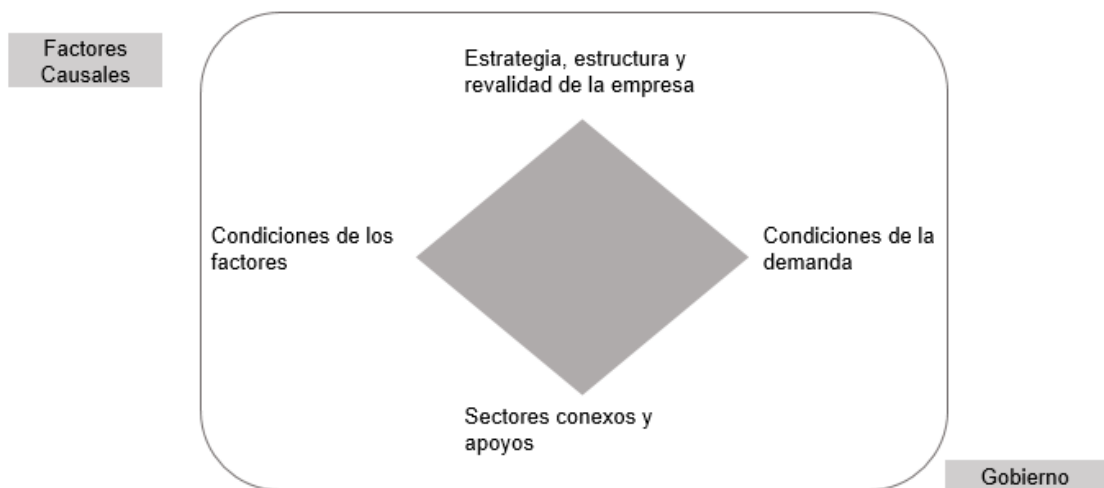 Factores
Causales
Estrategia, estructura y
revalidad de la empresa
Condiciones de los
factores
Condiciones de la
demanda
Sectores conexos y
apoyos
Gobierno